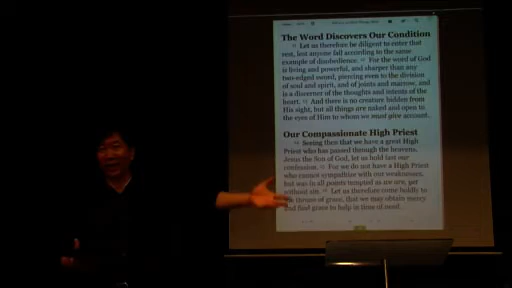 The Word Discovers Our Condition
Let us therefore be diligent to enter that
rest, lest anyone fall according to the same
example of disobedience. For the word of God
is living and powerful, and sharper than any
two-edged sword, piercing even to the division
of soul and spirit, and of joints and marrow, and
is a discerner of the thoughts and intents of the
heart. And there is no creature hidden from
His sight, but all things are naked and open to
the eyes of Him to whom we must give account.
Our Compassionate High Priest
Seeing then that we have a great High
Priest who has passed through the heavens,
Jesus the Son of God, let us hold fast our
confession. For we do not have a High Priest
who cannot sympathize with our weaknesses,
but was in all points tempted as we are, yet
without sin. Let us therefore come boldly to
the throne of grace, that we may obtain mercy
and find grace to help in time of need.